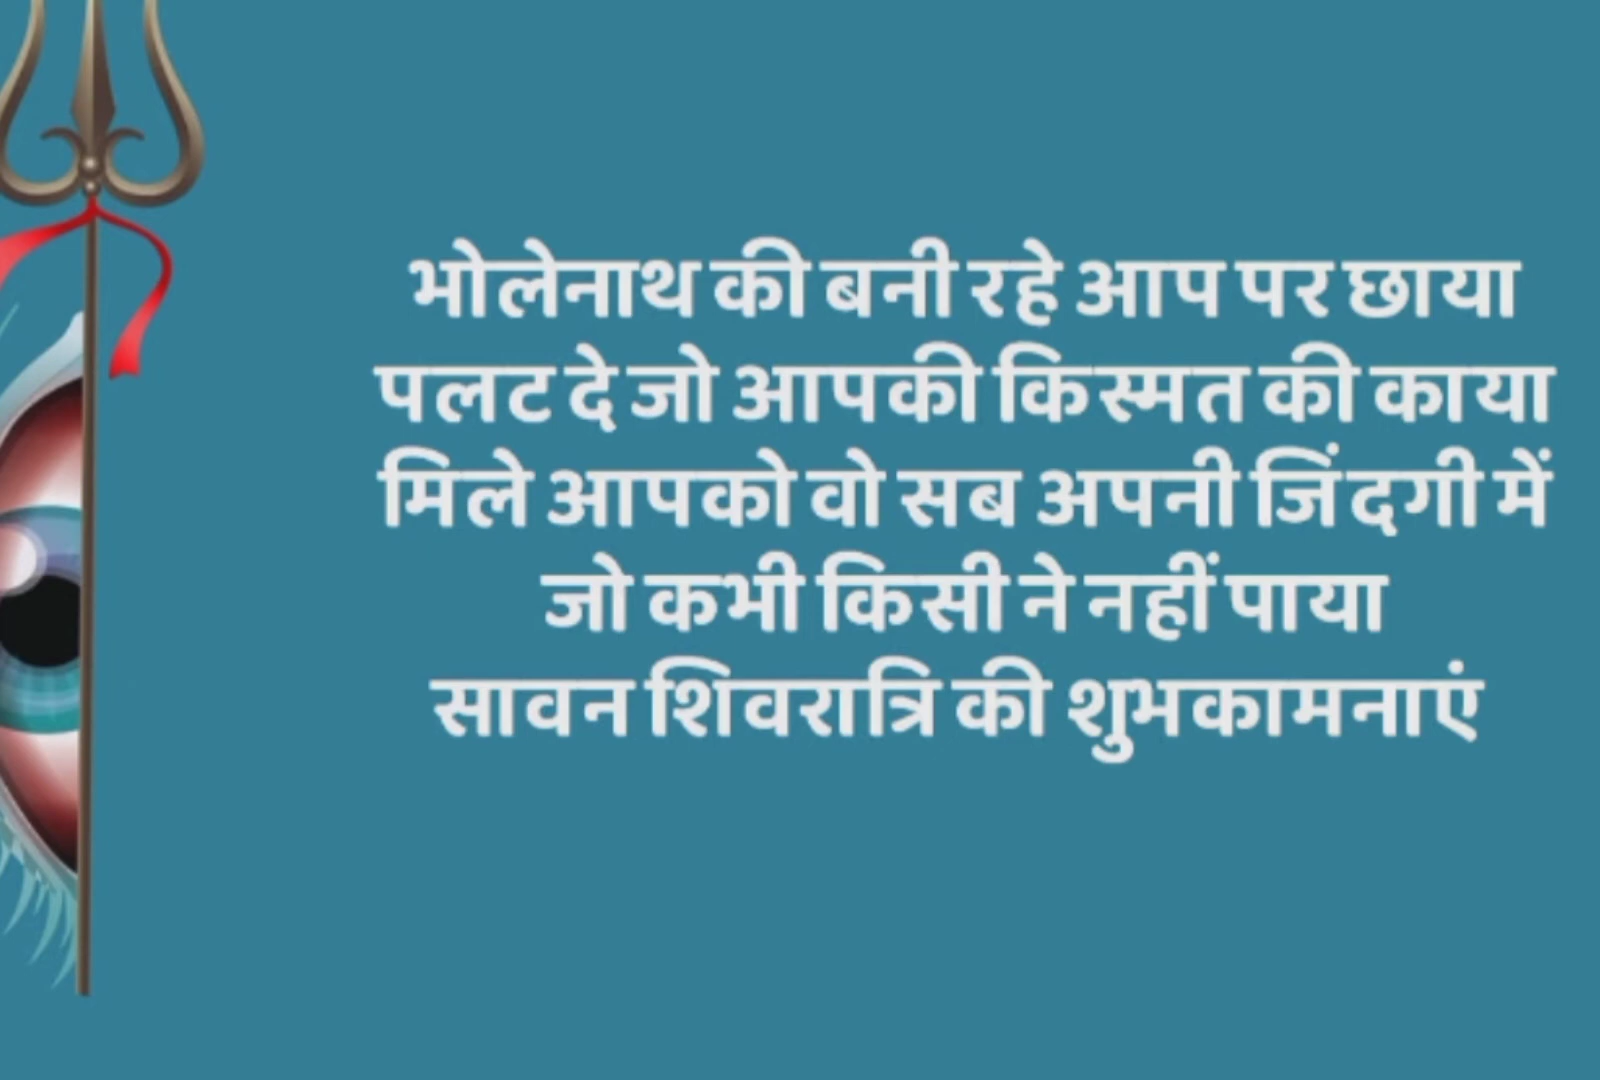 भोलेनाथ की बनी रहे आप पर छाया
पलट दे जो आपकी किस्मत की काया
मिले आपको वो सब अपनी जिंदगी में
जो कभी किसी ने नहीं पाया
सावन शिवरात्रि की शुभकामनाएं